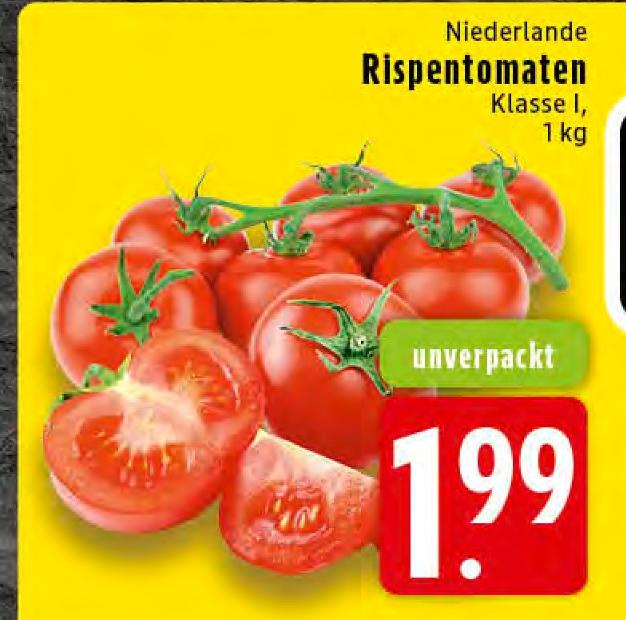 Niederlande
Rispentomaten
Klasse I,
1 kg
unverpackt
1.99